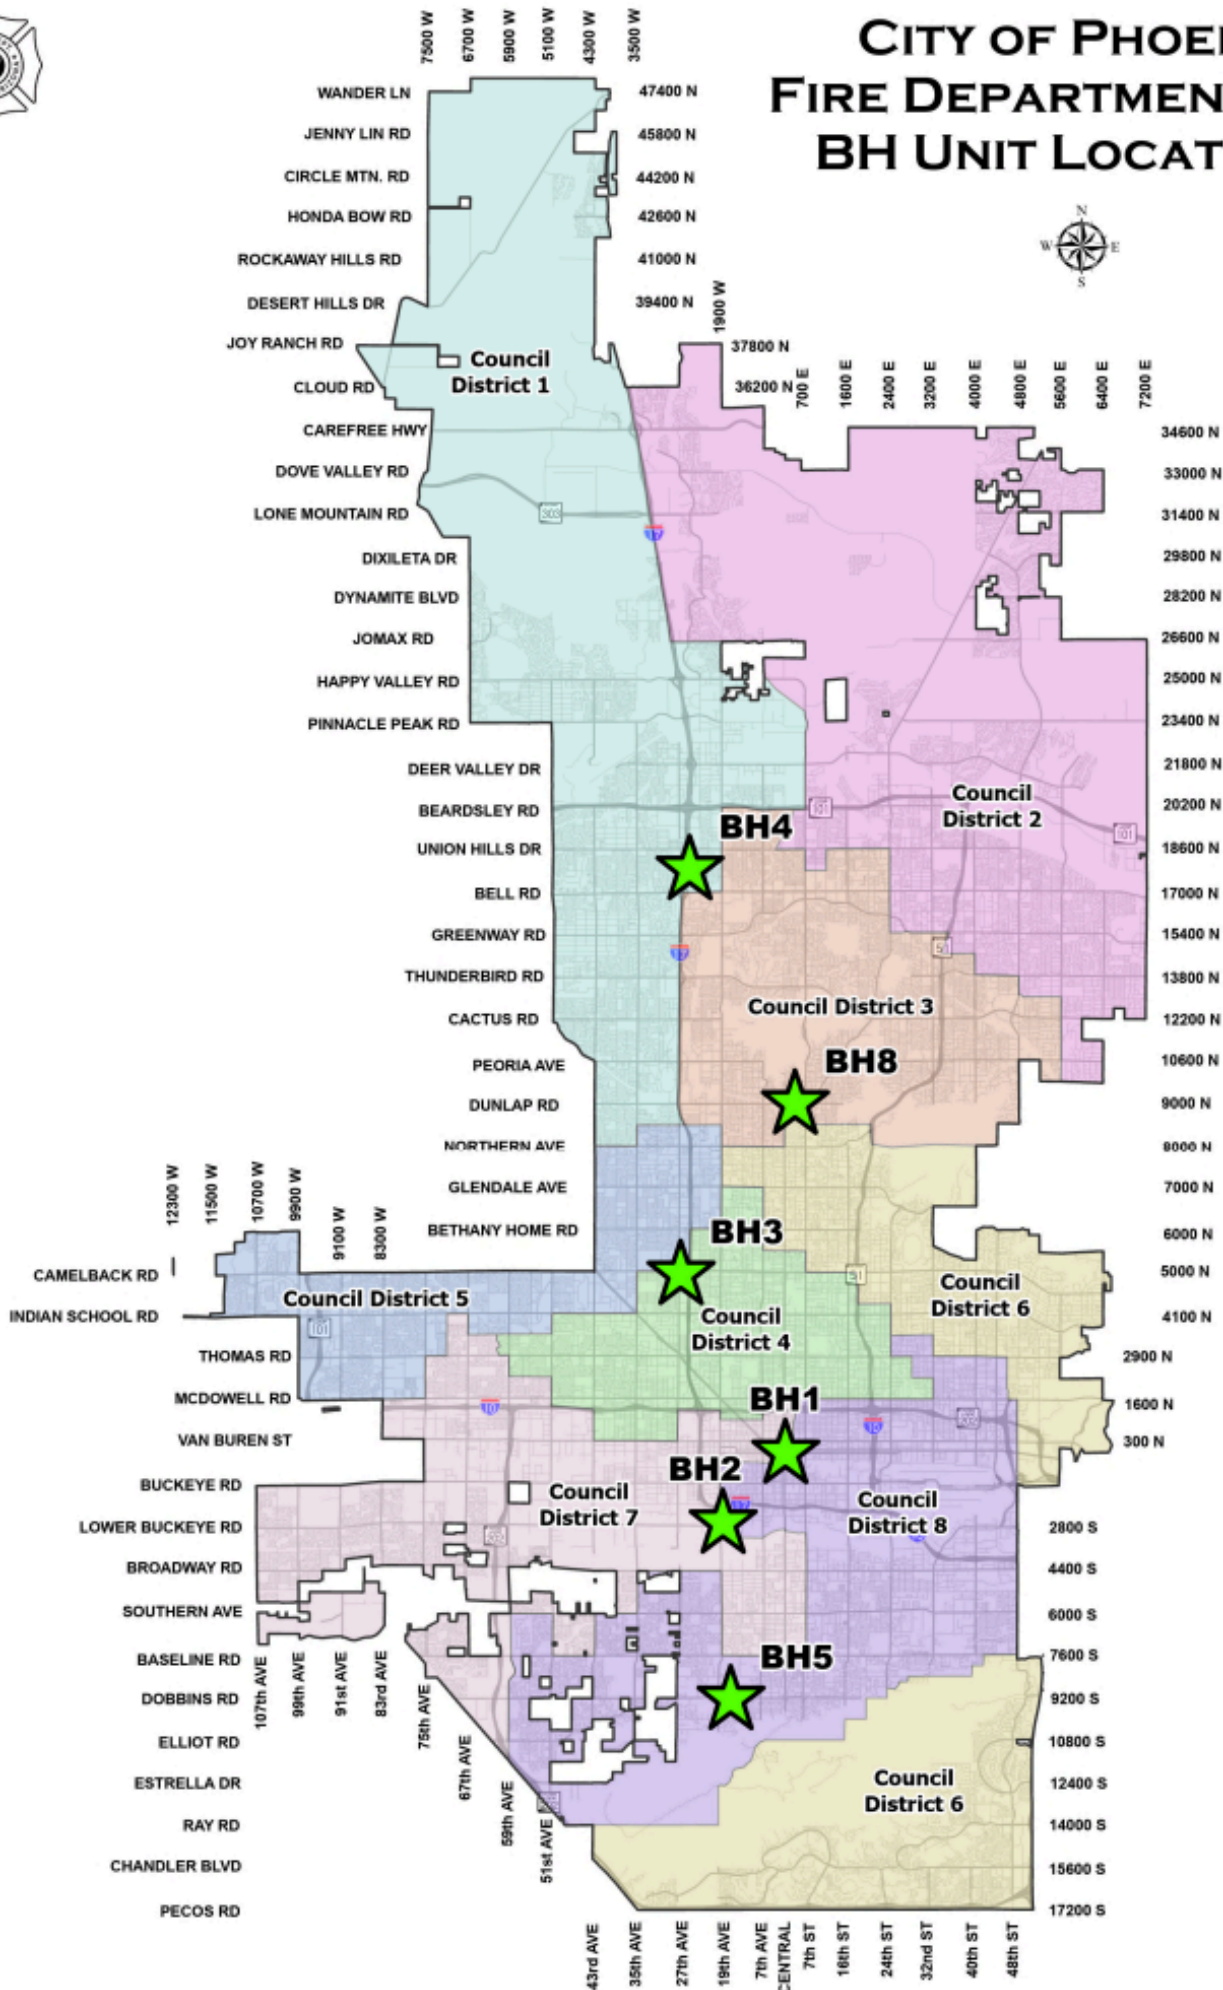 CITY OF PHOE
FIRE DEPARTMEN
BH UNIT LOCAT
N
W E
S
7500 W
6700 W
5900 W
5100 W
4300 W
3500 W
WANDER LN
47400 N
JENNY LIN RD
45800 N
CIRCLE MTN. RD
44200 N
HONDA BOW RD
42600 N
ROCKAWAY HILLS RD
41000 N
DESERT HILLS DR
39400 N
1900 W
JOY RANCH RD
37800 N
CLOUD RD
36200 N
700 E
1600 E
2400 E
3200 E
4000 E
4800 E
5600 E
6400 E
7200 E
Council
District 1
CAREFREE HWY
34600 N
DOVE VALLEY RD
33000 N
LONE MOUNTAIN RD
303
31400 N
DIXILETA DR
29800 N
DYNAMITE BLVD
28200 N
JOMAX RD
26600 N
HAPPY VALLEY RD
25000 N
PINNACLE PEAK RD
23400 N
DEER VALLEY DR
21800 N
Council
District 2
BEARDSLEY RD
101
101
20200 N
BH4
UNION HILLS DR
18600 N
BELL RD
17000 N
GREENWAY RD
51
15400 N
THUNDERBIRD RD
13800 N
Council District 3
CACTUS RD
12200 N
PEORIA AVE
BH8
10600 N
DUNLAP RD
9000 N
NORTHERN AVE
8000 N
12300 W
11500 W
10700 W
9900 W
9100 W
8300 W
GLENDALE AVE
7000 N
BETHANY HOME RD
BH3
6000 N
CAMELBACK RD
51
5000 N
Council District 5
Council
District 6
INDIAN SCHOOL RD
101
Council
District 4
4100 N
THOMAS RD
2900 N
MCDOWELL RD
BH1
1600 N
10
10
202
VAN BUREN ST
300 N
BH2
BUCKEYE RD
Council
District 7
Council
District 8
LOWER BUCKEYE RD
202
2800 S
BROADWAY RD
4400 S
SOUTHERN AVE
6000 S
BASELINE RD
BH5
7600 S
DOBBINS RD
9200 S
107th AVE
99th AVE
91st AVE
83rd AVE
75th AVE
67th AVE
59th AVE
51st AVE
ELLIOT RD
10800 S
ESTRELLA DR
Council
District 6
12400 S
RAY RD
14000 S
CHANDLER BLVD
15600 S
PECOS RD
17200 S
43rd AVE
35th AVE
27th AVE
19th AVE
7th AVE
CENTRAL
7th ST
16th ST
24th ST
32nd ST
40th ST
48th ST